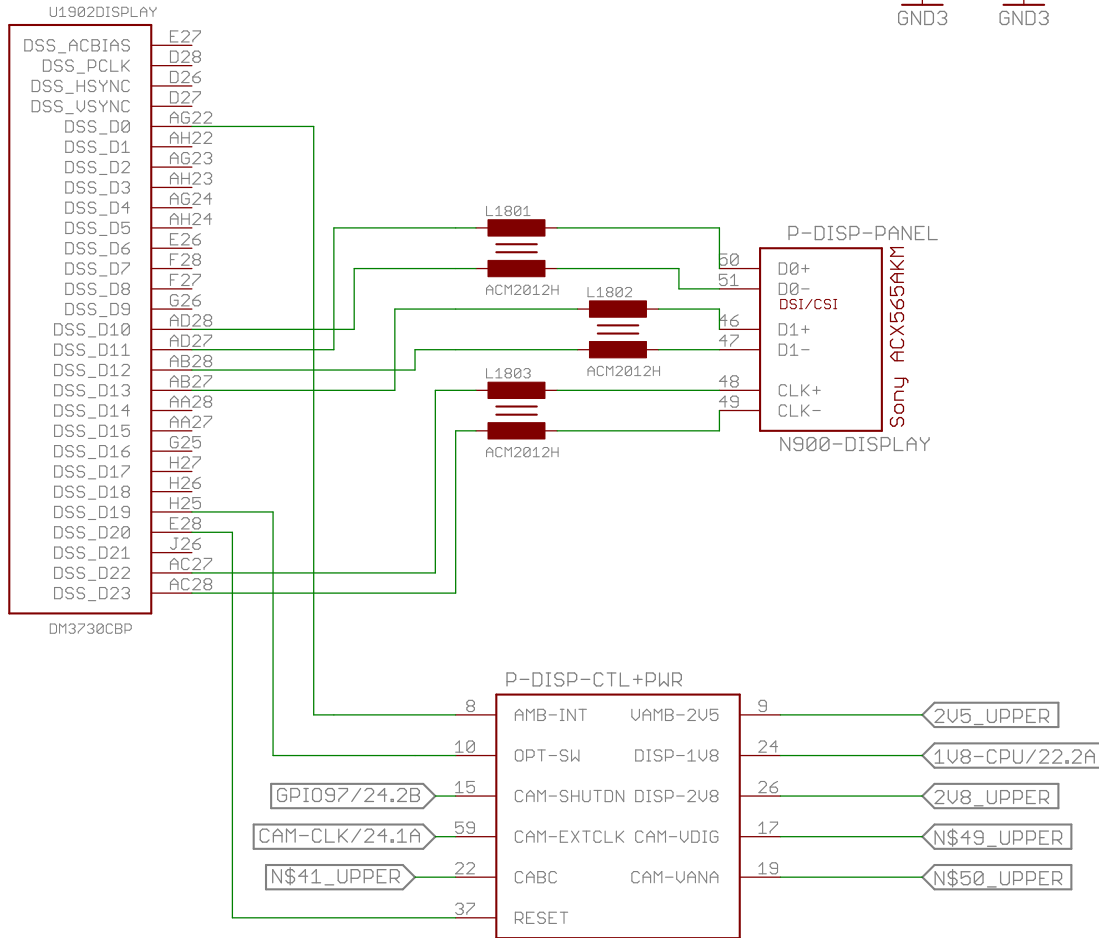 GND3
GND3
U1902DISPLAY
DSS_ACBIAS E27
DSS_PCLK D28
DSS_HSYNC D26
DSS_VSYNC D27
DSS_D0 AG22
DSS_D1 AH22
DSS_D2 AG23
DSS_D3 AH23
DSS_D4 AG24
DSS_D5 AH24
DSS_D6 E26
DSS_D7 F28
DSS_D8 F27
DSS_D9 G26
DSS_D10 AD28
DSS_D11 AD27
DSS_D12 AB28
DSS_D13 AB27
DSS_D14 AA28
DSS_D15 AA27
DSS_D16 G25
DSS_D17 H27
DSS_D18 H26
DSS_D19 H25
DSS_D20 E28
DSS_D21 J26
DSS_D22 AC27
DSS_D23 AC28
DM3730CBP
L1801
ACM2012H
L1802
ACM2012H
L1803
ACM2012H
P-DISP-PANEL
50 D0+
51 D0-
DSI/CSI
46 D1+
47 D1-
48 CLK+
49 CLK-
Sony ACX565AKM
N900-DISPLAY
P-DISP-CTL+PWR
8 AMB-INT VAMB-2V5 9 2V5_UPPER
10 OPT-SW DISP-1V8 24 1V8-CPU/22.2A
GPIO97/24.2B 15 CAM-SHUTDN DISP-2V8 26 2V8_UPPER
CAM-CLK/24.1A 59 CAM-EXTCLK CAM-VDIG 17 N$49_UPPER
N$41_UPPER 22 CABC CAM-VANA 19 N$50_UPPER
37 RESET